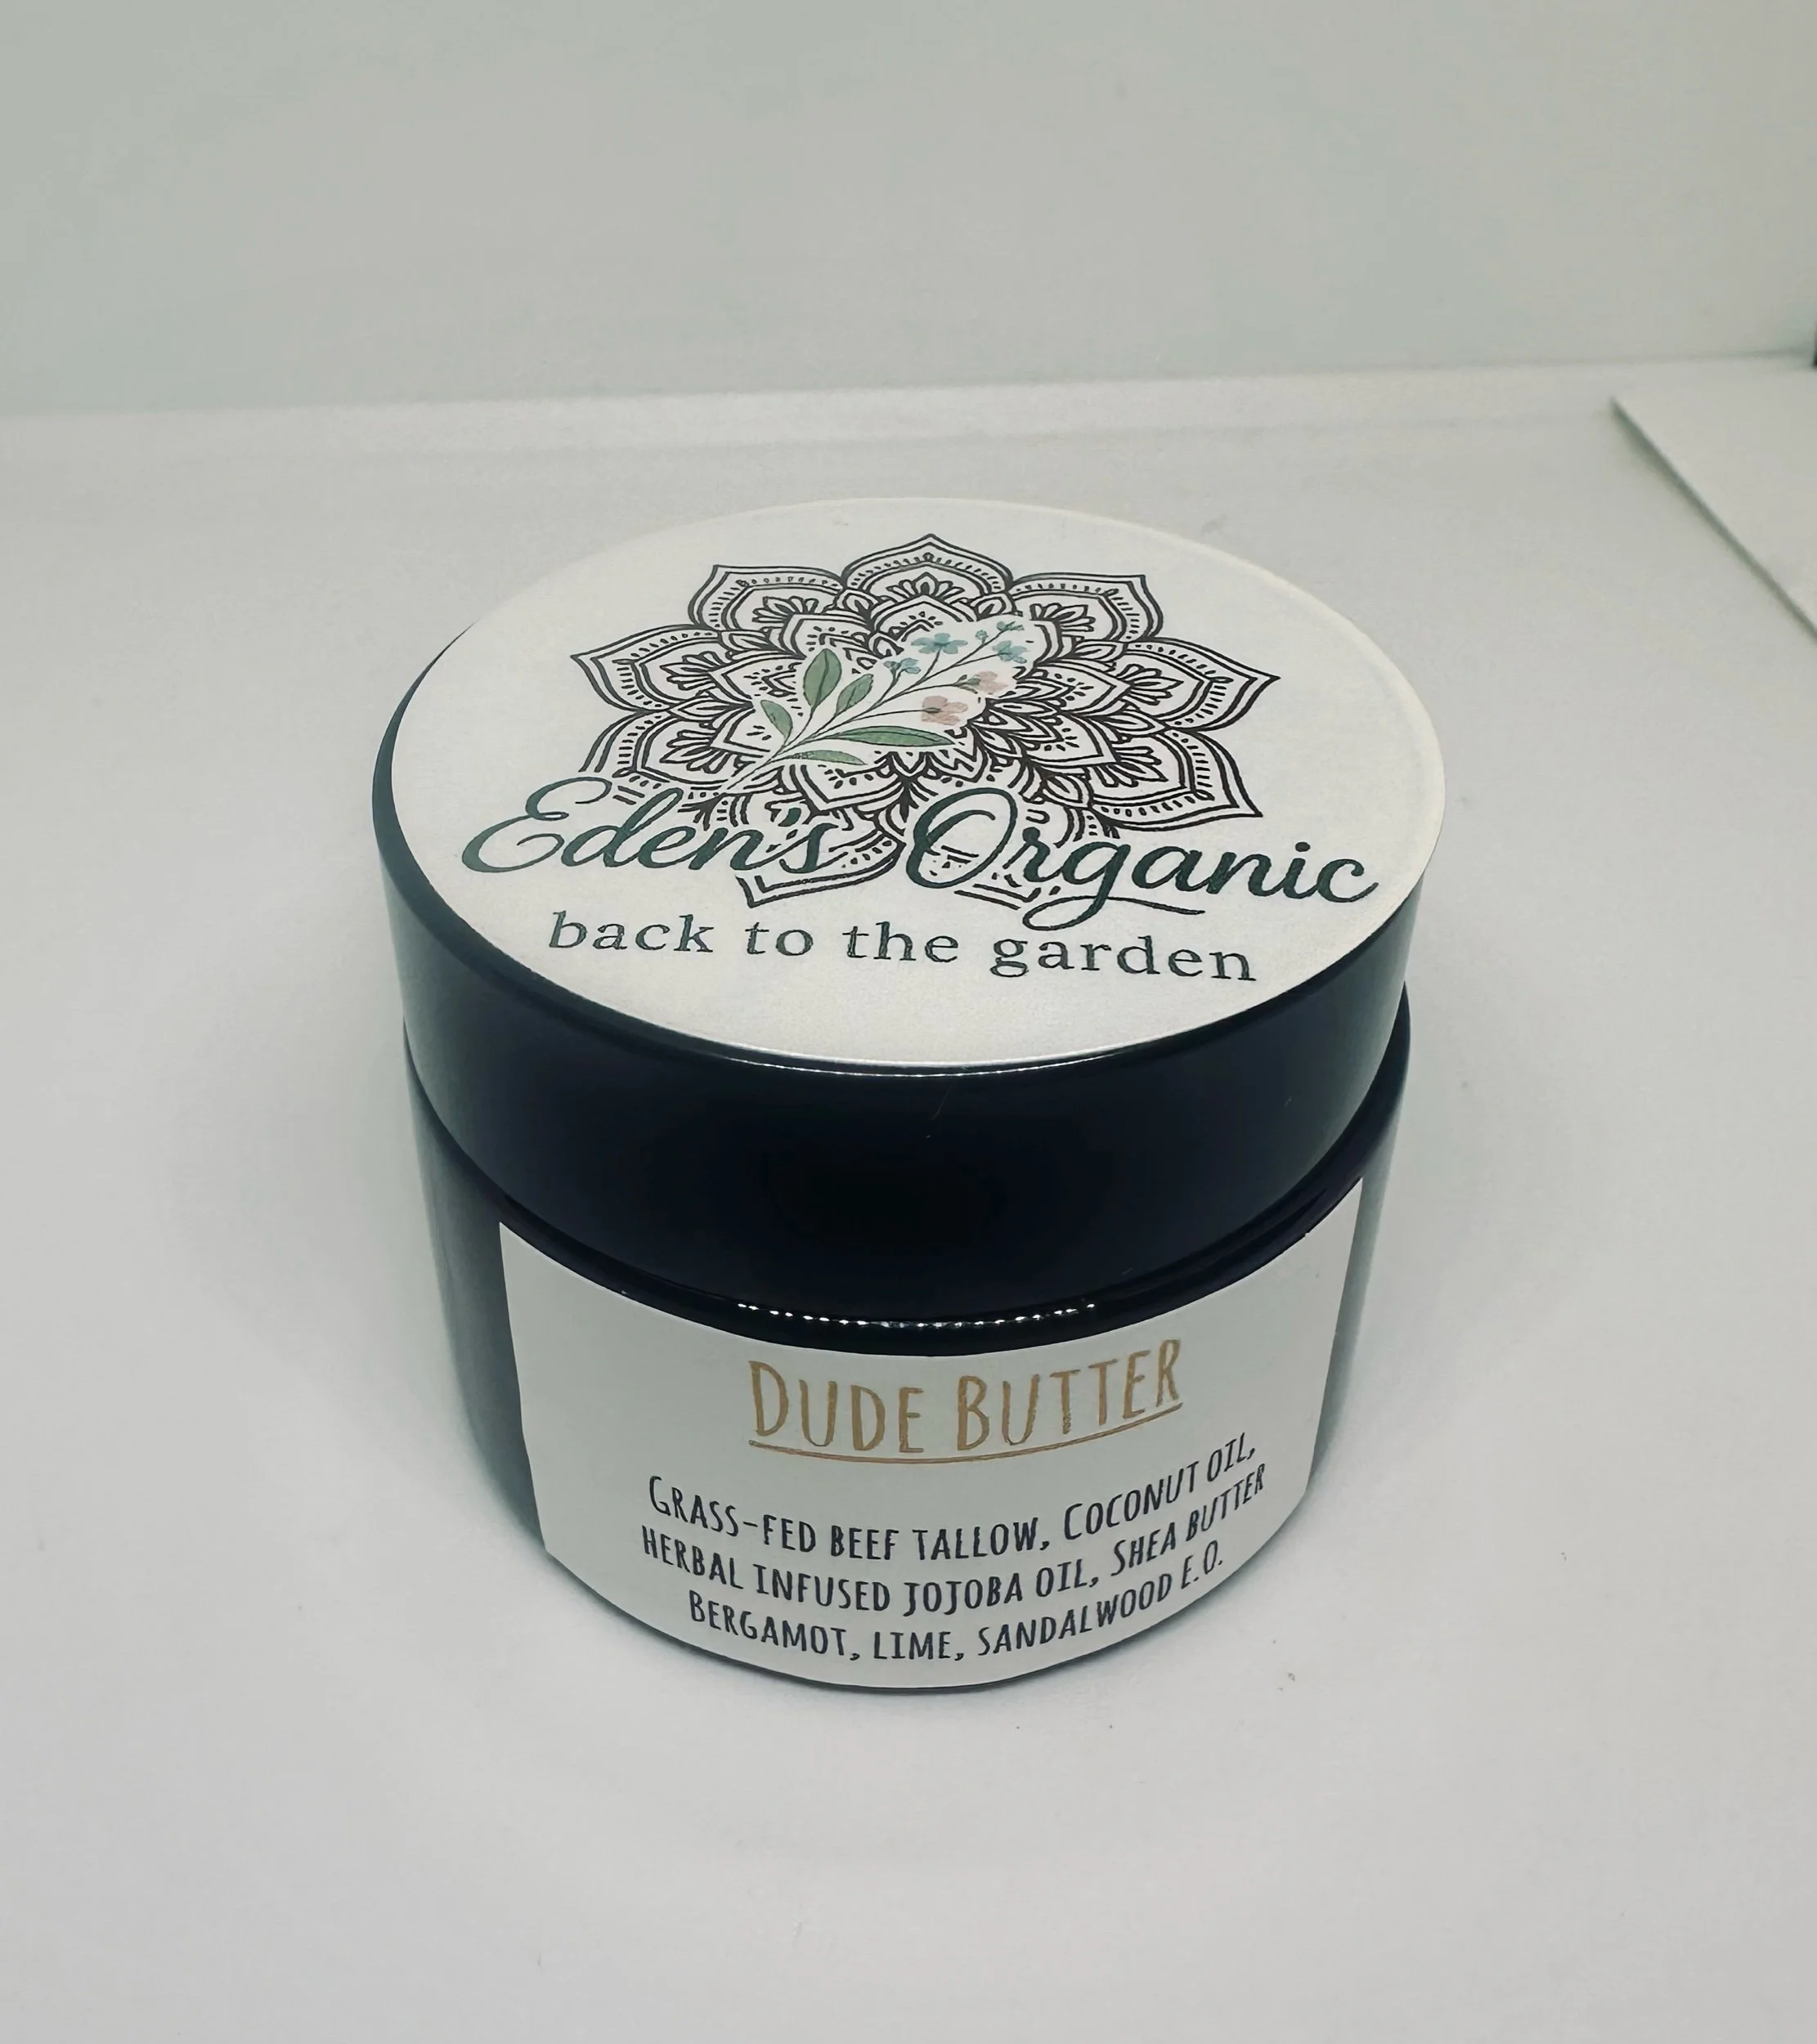 Eden's Organic
back to the garden
DUDE BUTTER
GRASS-FED BEEF TALLOW, COCONUT OIL,
HERBAL INFUSED JOJOBA OIL, SHEA BUTTER
BERGAMOT, LIME, SANDALWOOD E.O.